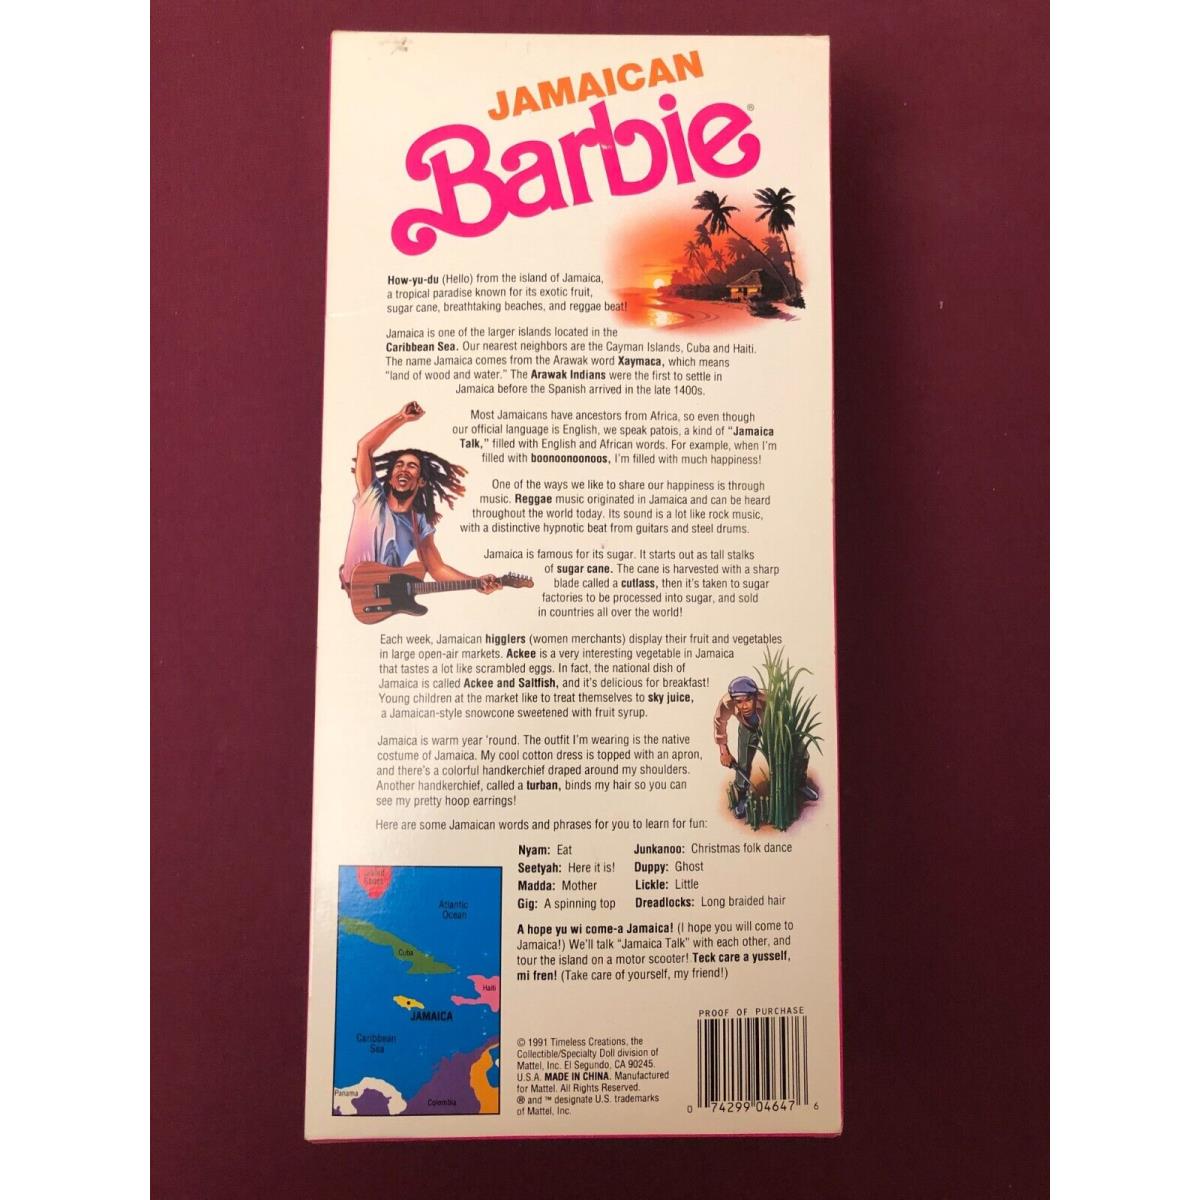 JAMAICAN
Barbie®
How-yu-du (Hello) from the island of Jamaica,
a tropical paradise known for its exotic fruit,
sugar cane, breathtaking beaches, and reggae beat!
Jamaica is one of the larger islands located in the
Caribbean Sea. Our nearest neighbors are the Cayman Islands, Cuba and Haiti.
The name Jamaica comes from the Arawak word Xaymaca, which means
"land of wood and water." The Arawak Indians were the first to settle in
Jamaica before the Spanish arrived in the late 1400s.
Most Jamaicans have ancestors from Africa, so even though
our official language is English, we speak patois, a kind of "Jamaica
Talk," filled with English and African words. For example, when I'm
filled with boonoonoonoos, I'm filled with much happiness!
One of the ways we like to share our happiness is through
music. Reggae music originated in Jamaica and can be heard
throughout the world today. Its sound is a lot like rock music,
with a distinctive hypnotic beat from guitars and steel drums.
Jamaica is famous for its sugar. It starts out as tall stalks
of sugar cane. The cane is harvested with a sharp
blade called a cutlass, then it's taken to sugar
factories to be processed into sugar, and sold
in countries all over the world!
Each week, Jamaican higglers (women merchants) display their fruit and vegetables
in large open-air markets. Ackee is a very interesting vegetable in Jamaica
that tastes a lot like scrambled eggs. In fact, the national dish of
Jamaica is called Ackee and Saltfish, and it's delicious for breakfast!
Young children at the market like to treat themselves to sky juice,
a Jamaican-style snowcone sweetened with fruit syrup.
Jamaica is warm year 'round. The outfit I'm wearing is the native
costume of Jamaica. My cool cotton dress is topped with an apron,
and there's a colorful handkerchief draped around my shoulders.
Another handkerchief, called a turban, binds my hair so you can
see my pretty hoop earrings!
Here are some Jamaican words and phrases for you to learn for fun:
Nyam: Eat
Seetyah: Here it is!
Madda: Mother
Gig: A spinning top
Junkanoo: Christmas folk dance
Duppy: Ghost
Lickle: Little
Dreadlocks: Long braided hair
A hope yu wi come-a Jamaica! (I hope you will come to
Jamaica!) We'll talk "Jamaica Talk" with each other, and
tour the island on a motor scooter! Teck care a yusself,
mi fren! (Take care of yourself, my friend!)
United
States
Atlantic
Ocean
Cuba
Haiti
JAMAICA
Caribbean
Sea
Panama
Colombia
© 1991 Timeless Creations, the
Collectible/Specialty Doll division of
Mattel, Inc. El Segundo, CA 90245.
U.S.A. MADE IN CHINA. Manufactured
for Mattel. All Rights Reserved.
® and ™ designate U.S. trademarks
of Mattel, Inc.
PROOF OF PURCHASE
0 74299 04647 6